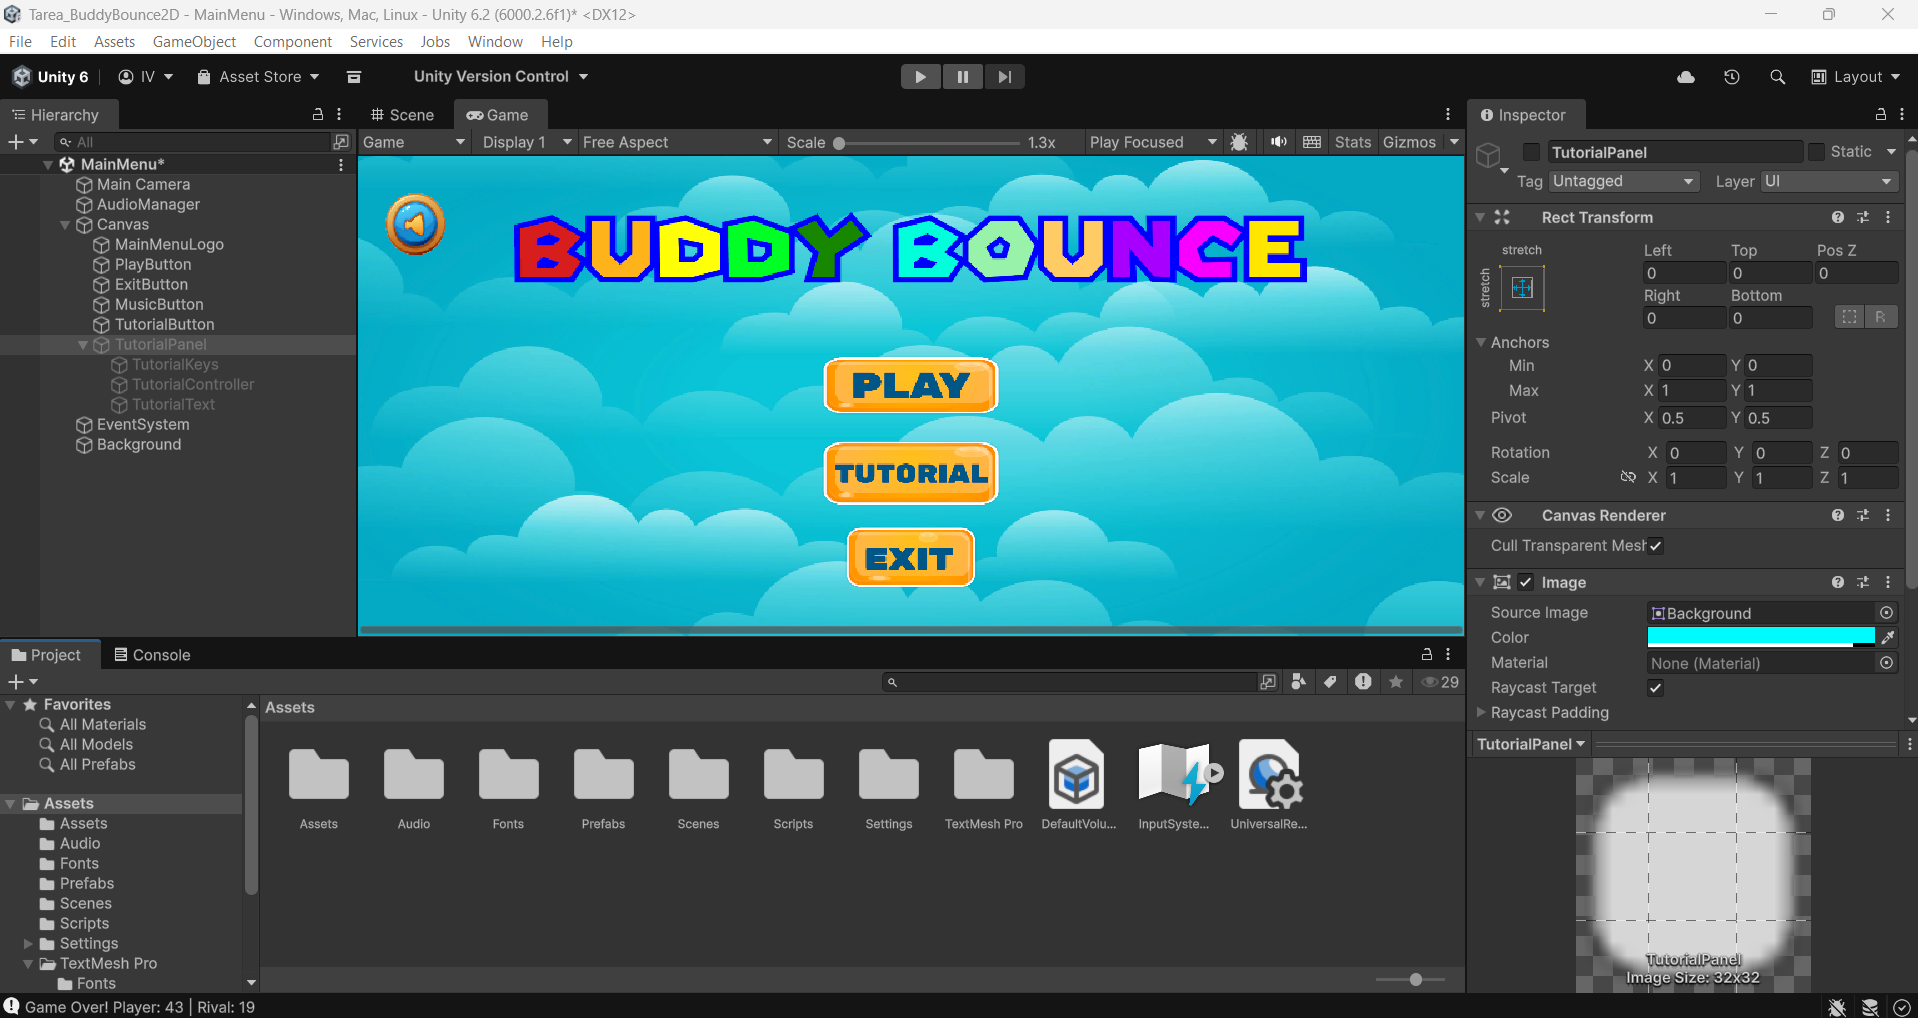 Tarea_BuddyBounce2D - MainMenu - Windows, Mac, Linux - Unity 6.2 (6000.2.6f1)* <DX12>
File Edit Assets GameObject Component Services Jobs Window Help
Unity 6 IV Asset Store Unity Version Control Layout
Hierarchy
All
MainMenu*
Main Camera
AudioManager
Canvas
MainMenuLogo
PlayButton
ExitButton
MusicButton
TutorialButton
TutorialPanel
TutorialKeys
TutorialController
TutorialText
EventSystem
Background
Scene Game
Game Display 1 Free Aspect Scale 1.3x Play Focused Stats Gizmos
BUDDY BOUNCE
PLAY
TUTORIAL
EXIT
Inspector
TutorialPanel Static
Tag Untagged Layer UI
Rect Transform
stretch
stretch
Left Top Pos Z
0 0 0
Right Bottom
0 0 R
Anchors
Min X 0 Y 0
Max X 1 Y 1
Pivot X 0.5 Y 0.5
Rotation X 0 Y 0 Z 0
Scale X 1 Y 1 Z 1
Canvas Renderer
Cull Transparent Mesh
Image
Source Image Background
Color
Material None (Material)
Raycast Target
Raycast Padding
TutorialPanel
TutorialPanel
Image Size: 32x32
Project Console
29
Favorites
All Materials
All Models
All Prefabs
Assets
Assets
Audio
Fonts
Prefabs
Scenes
Scripts
Settings
TextMesh Pro
Fonts
Assets
Assets Audio Fonts Prefabs Scenes Scripts Settings TextMesh Pro DefaultVolu... InputSyste... UniversalRe...
Game Over! Player: 43 | Rival: 19